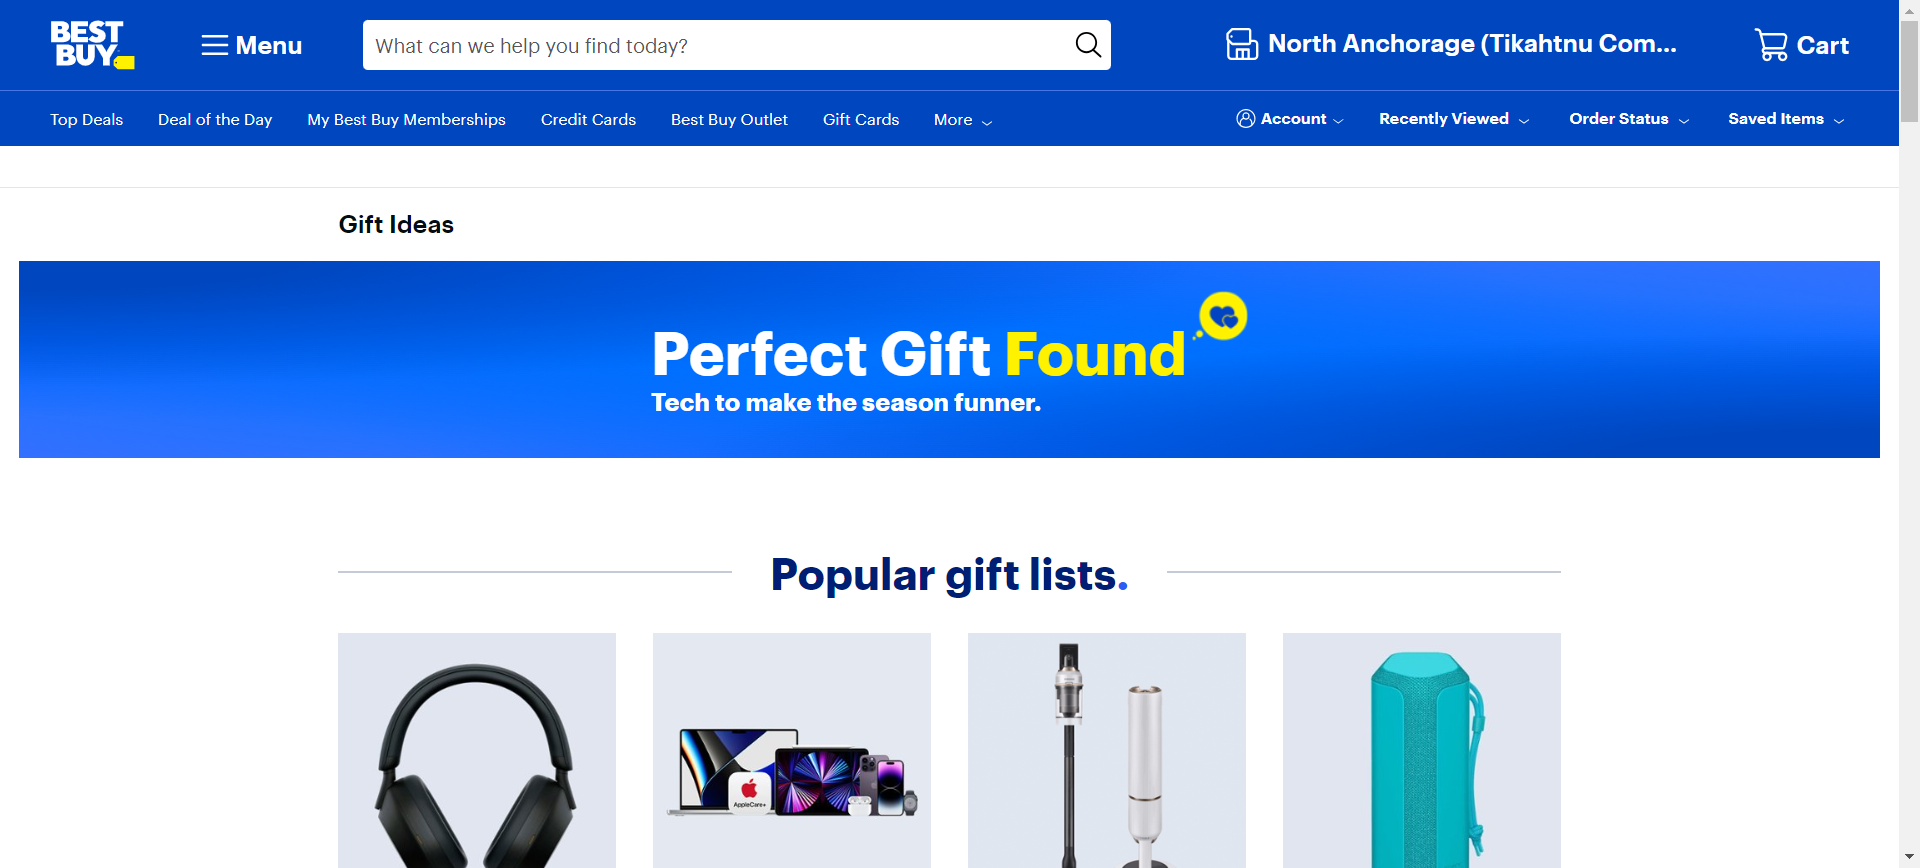 BEST BUY
Menu
What can we help you find today?
North Anchorage (Tikahtnu Com...
Cart
Top Deals
Deal of the Day
My Best Buy Memberships
Credit Cards
Best Buy Outlet
Gift Cards
More
Account
Recently Viewed
Order Status
Saved Items
Gift Ideas
Perfect Gift Found
Tech to make the season funner.
Popular gift lists.
AppleCare+